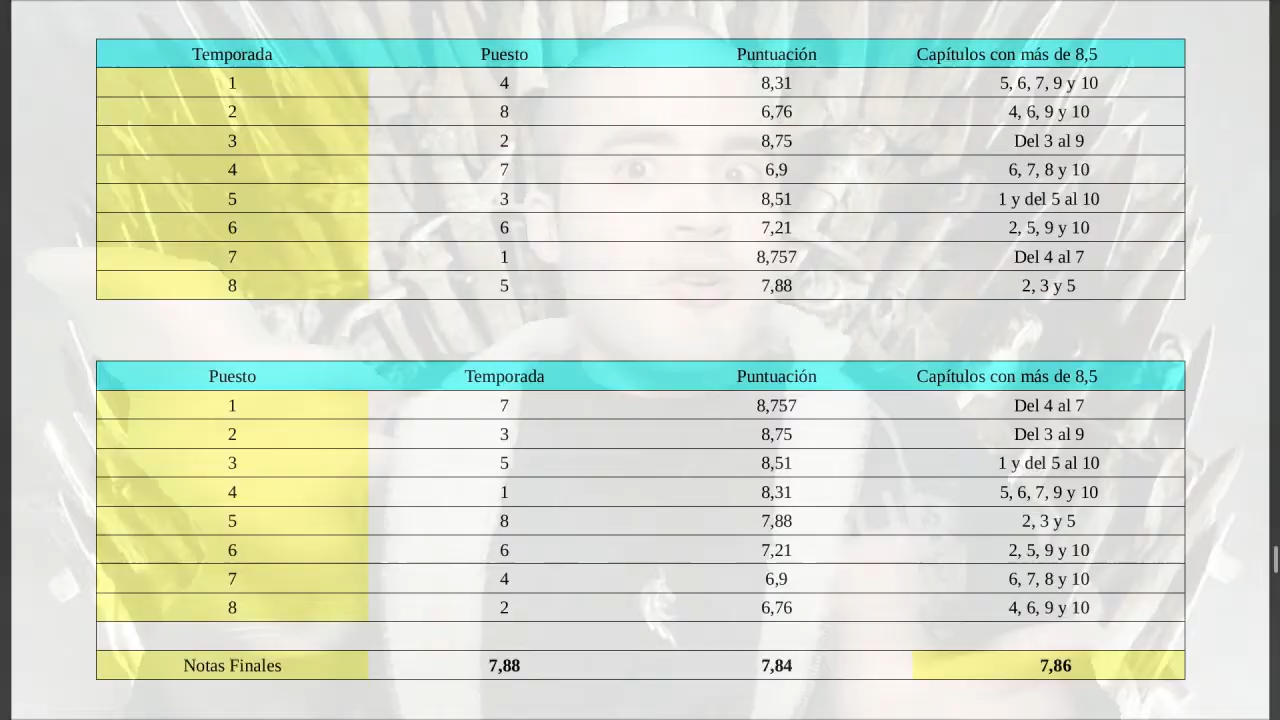 Temporada Puesto Puntuación Capítulos con más de 8,5
1 4 8,31 5, 6, 7, 9 y 10
2 8 6,76 4, 6, 9 y 10
3 2 8,75 Del 3 al 9
4 7 6,9 6, 7, 8 y 10
5 3 8,51 1 y del 5 al 10
6 6 7,21 2, 5, 9 y 10
7 1 8,757 Del 4 al 7
8 5 7,88 2, 3 y 5
Puesto Temporada Puntuación Capítulos con más de 8,5
1 7 8,757 Del 4 al 7
2 3 8,75 Del 3 al 9
3 5 8,51 1 y del 5 al 10
4 1 8,31 5, 6, 7, 9 y 10
5 8 7,88 2, 3 y 5
6 6 7,21 2, 5, 9 y 10
7 4 6,9 6, 7, 8 y 10
8 2 6,76 4, 6, 9 y 10
Notas Finales 7,88 7,84 7,86